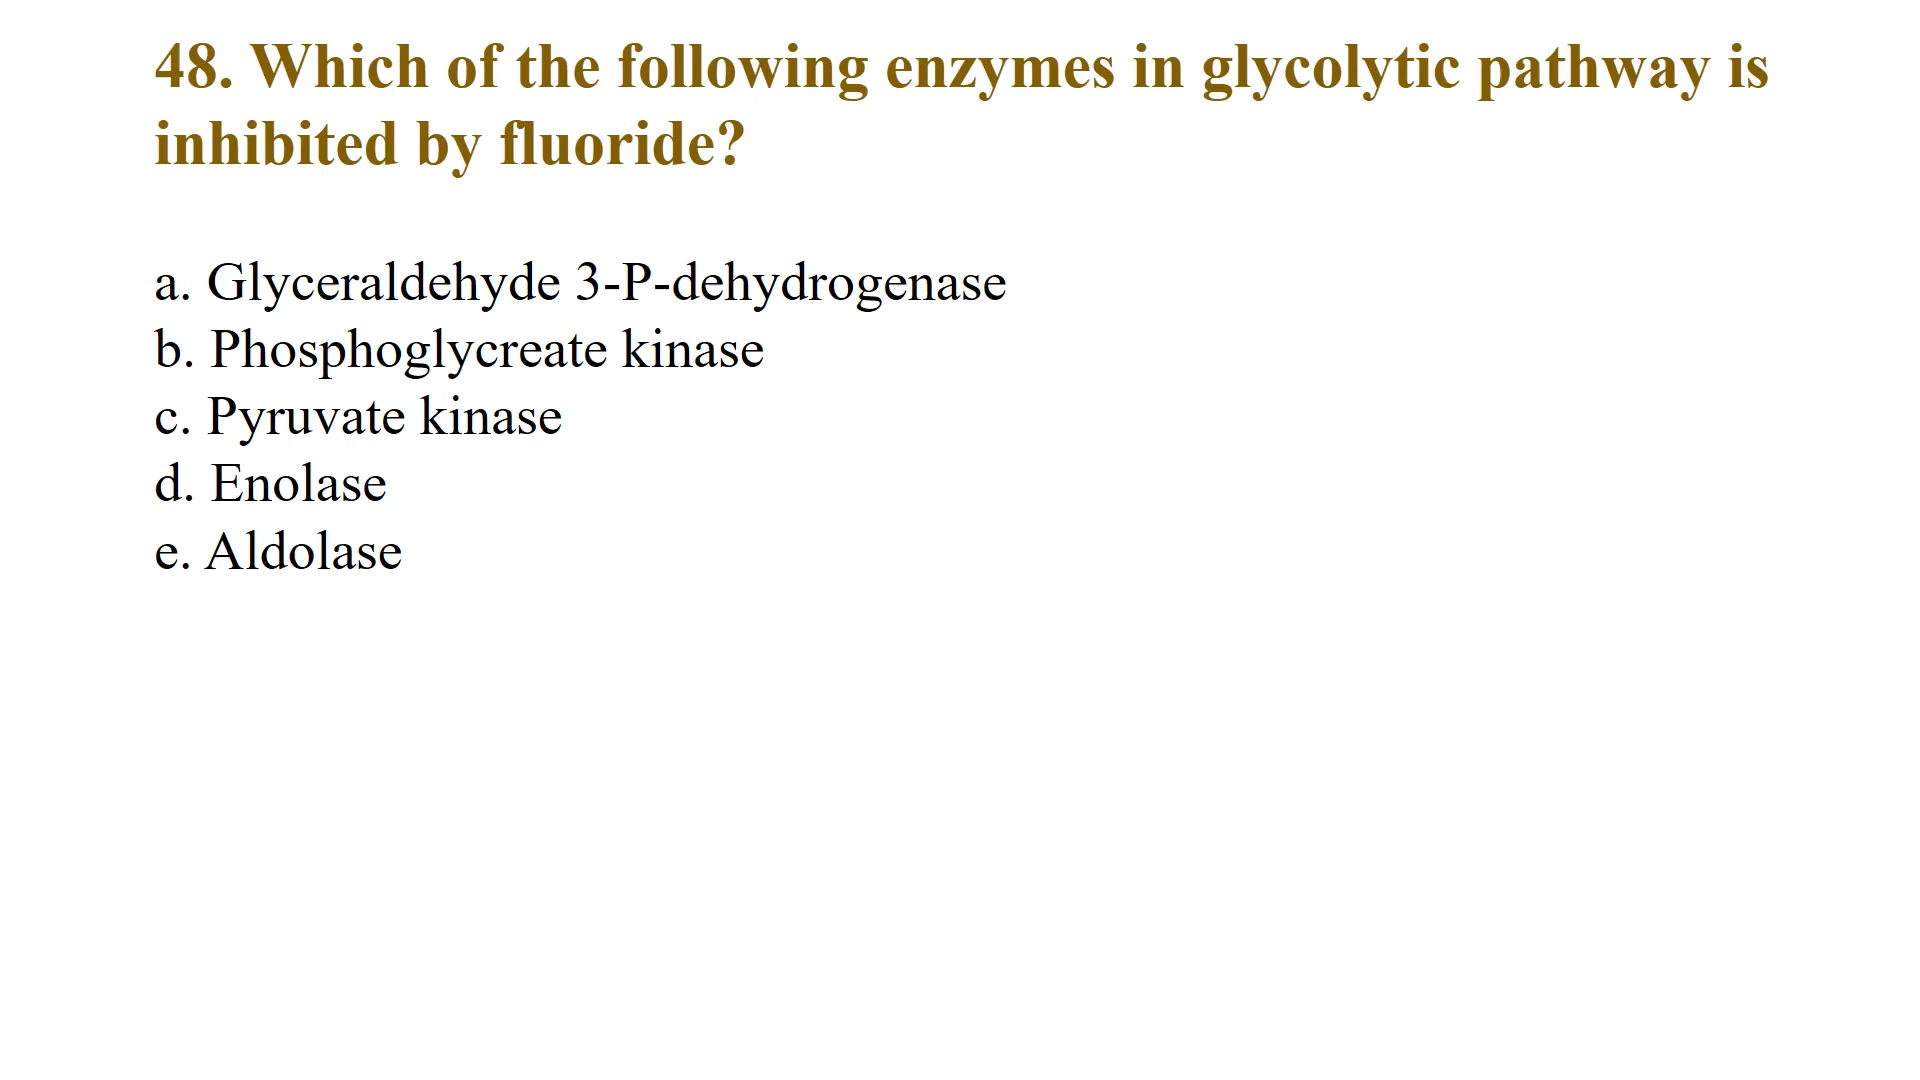 48. Which of the following enzymes in glycolytic pathway is
inhibited by fluoride?
a. Glyceraldehyde 3-P-dehydrogenase
b. Phosphoglycreate kinase
c. Pyruvate kinase
d. Enolase
e. Aldolase